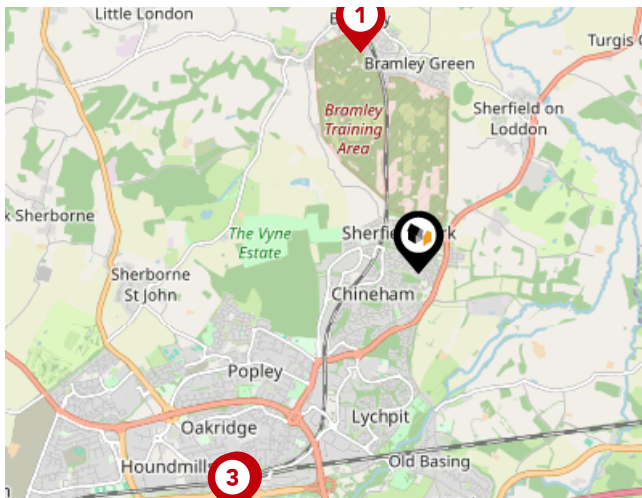 Little London
1
Turgis
Bramley Green
Bramley
Training
Area
Sherfield on
Loddon
Sherborne
The Vyne
Estate
Sherborne
St John
Chineham
Popley
Lychpit
Oakridge
Houndmill
3
Old Basing